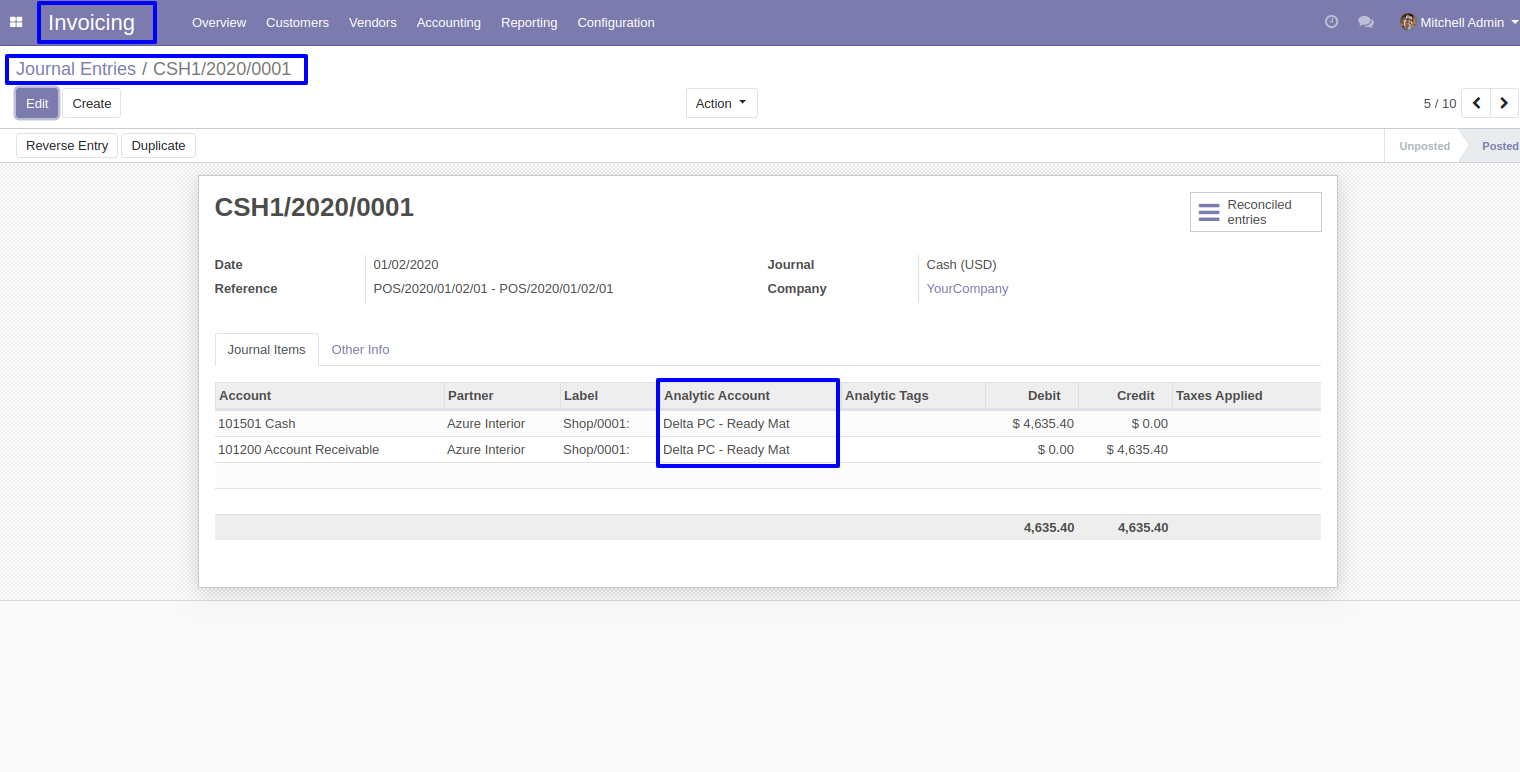 Invoicing Overview Customers Vendors Accounting Reporting Configuration Mitchell Admin
Journal Entries / CSH1/2020/0001
Edit Create Action 5 / 10
Reverse Entry Duplicate Unposted Posted
CSH1/2020/0001
Reconciled entries
Date 01/02/2020 Journal Cash (USD)
Reference POS/2020/01/02/01 - POS/2020/01/02/01 Company YourCompany
Journal Items Other Info
Account Partner Label Analytic Account Analytic Tags Debit Credit Taxes Applied
101501 Cash Azure Interior Shop/0001: Delta PC - Ready Mat $ 4,635.40 $ 0.00
101200 Account Receivable Azure Interior Shop/0001: Delta PC - Ready Mat $ 0.00 $ 4,635.40
4,635.40 4,635.40